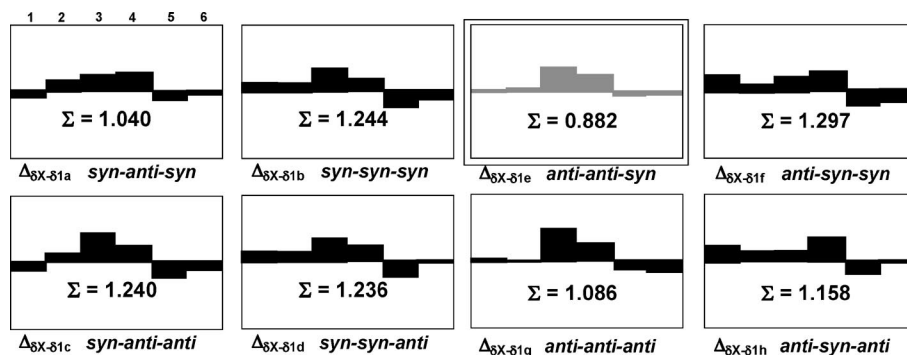 1 2 3 4 5 6
Σ = 1.040 Σ = 1.244 Σ = 0.882 Σ = 1.297
ΔδX-δ1a syn-anti-syn ΔδX-δ1b syn-syn-syn ΔδX-δ1e anti-anti-syn ΔδX-δ1f anti-syn-syn
Σ = 1.240 Σ = 1.236 Σ = 1.086 Σ = 1.158
ΔδX-δ1c syn-anti-anti ΔδX-δ1d syn-syn-anti ΔδX-δ1g anti-anti-anti ΔδX-δ1h anti-syn-anti